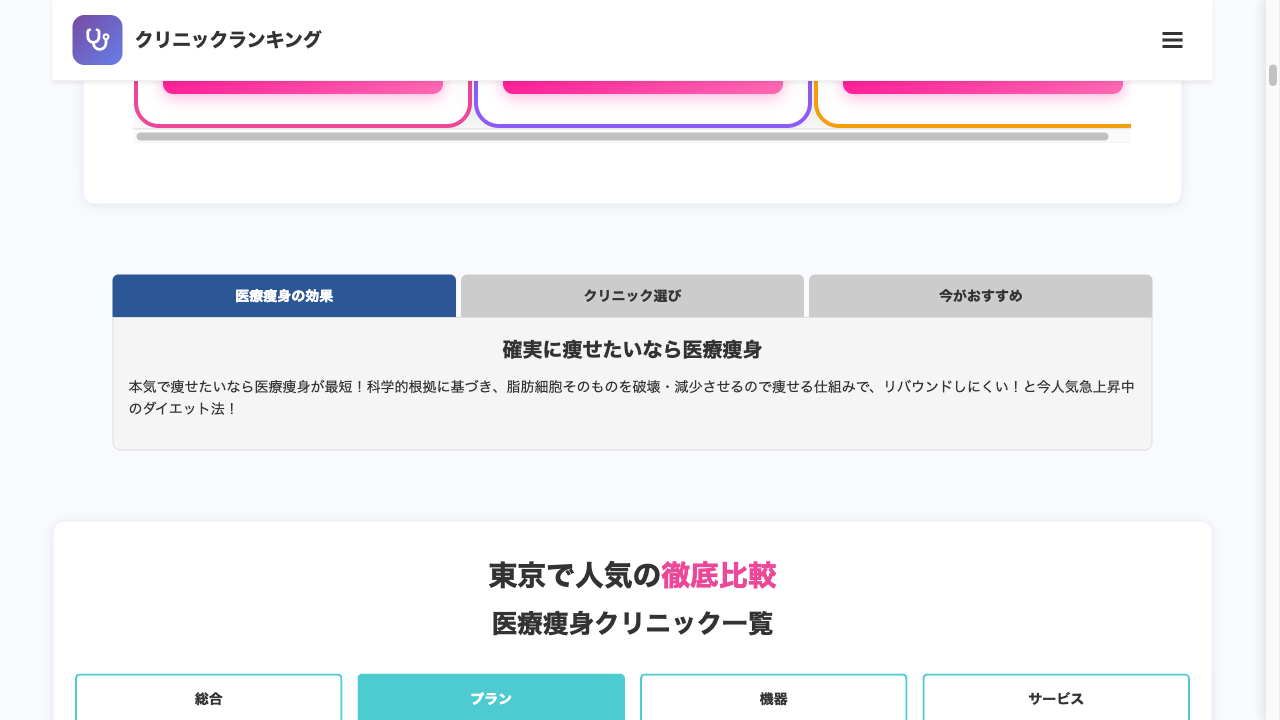 クリニックランキング
医療痩身の効果
クリニック選び
今がおすすめ
確実に痩せたいなら医療痩身
本気で痩せたいなら医療痩身が最短！科学的根拠に基づき、脂肪細胞そのものを破壊・減少させるので痩せる仕組みで、リバウンドしにくい！と今人気急上昇中
のダイエット法！
東京で人気の徹底比較
医療痩身クリニック一覧
総合
プラン
機器
サービス